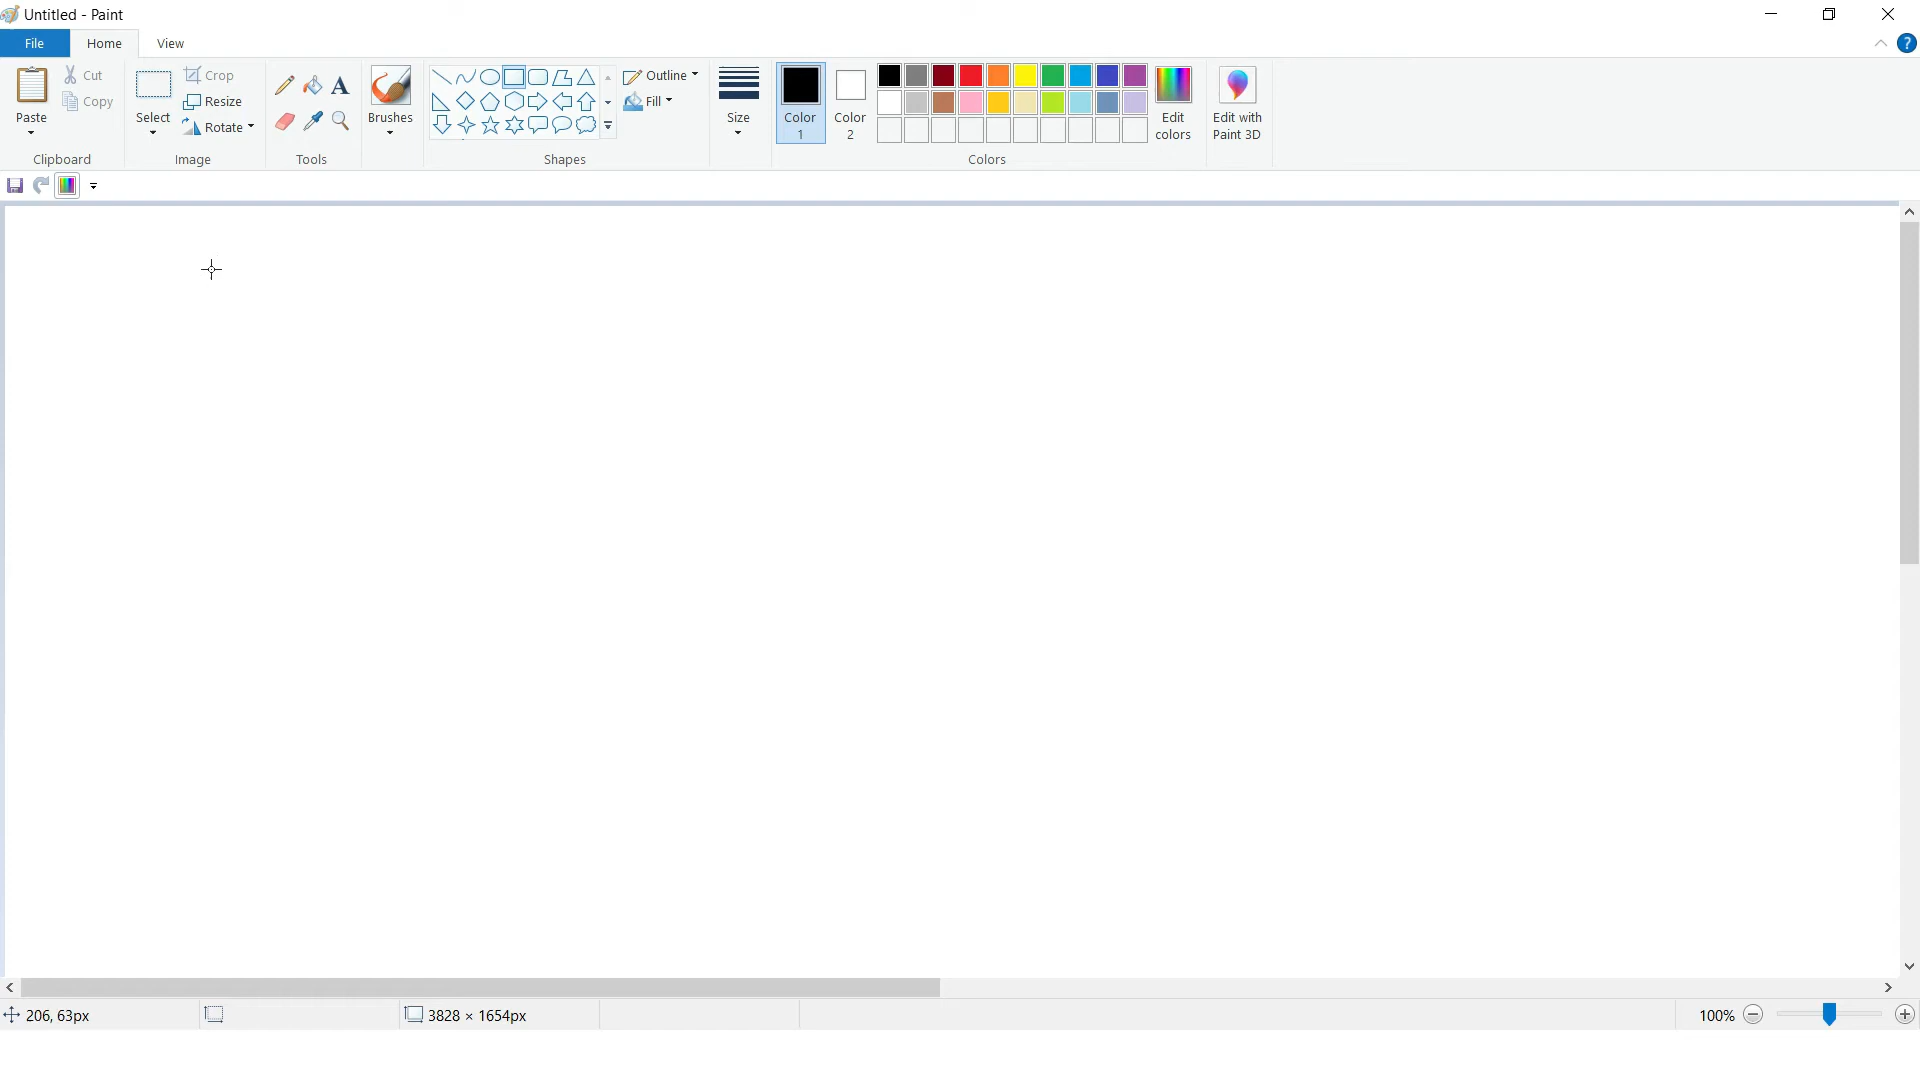 Untitled - Paint
File Home View
Paste Cut Copy Clipboard
Select Crop Resize Rotate Image
A
Tools
Brushes
Outline Fill Shapes
Size
Color 1
Color 2
Edit colors
Colors
Edit with Paint 3D
?
206, 63px
3828 × 1654px
100%